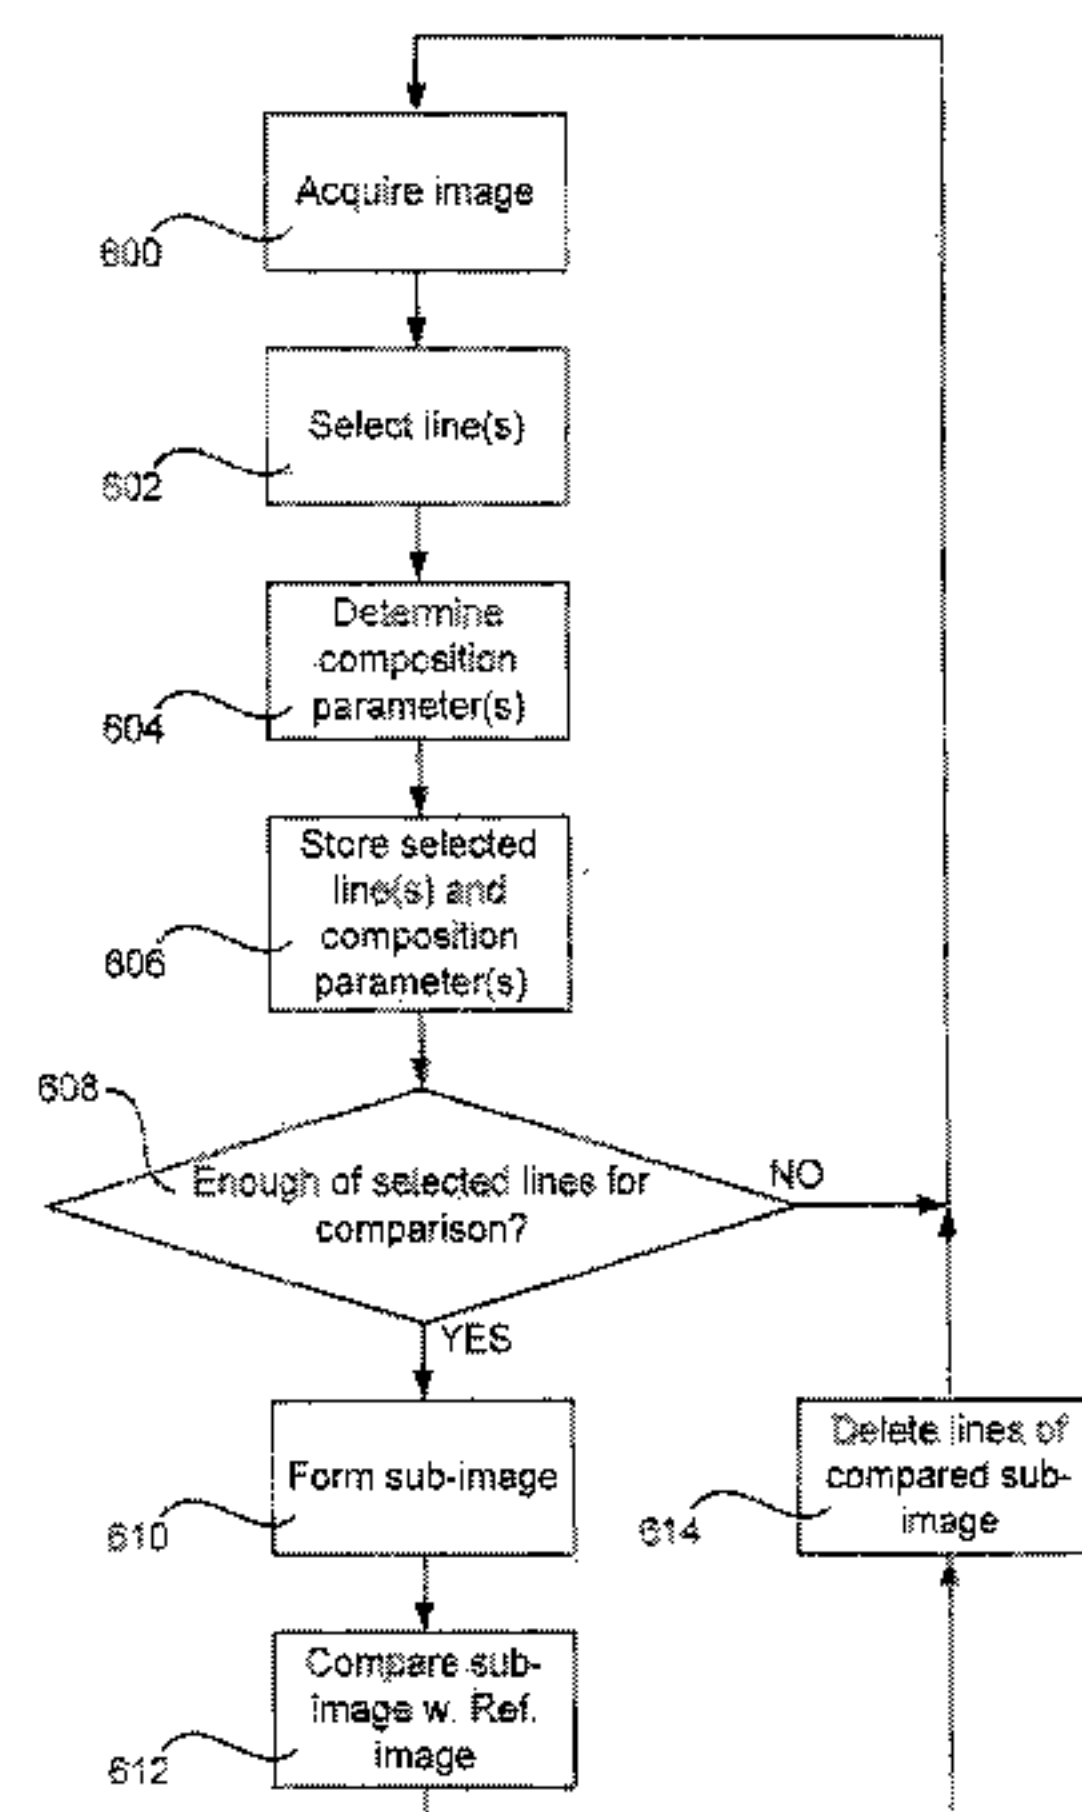 Acquire image
600
Select line(s)
602
Determine
composition
parameter(s)
604
Store selected
line(s) and
composition
parameter(s)
606
608
Enough of selected lines for
comparison?
NO
YES
Form sub-image
610
Delete lines of
compared sub-
image
614
Compare sub-
image w. Ref.
image
612